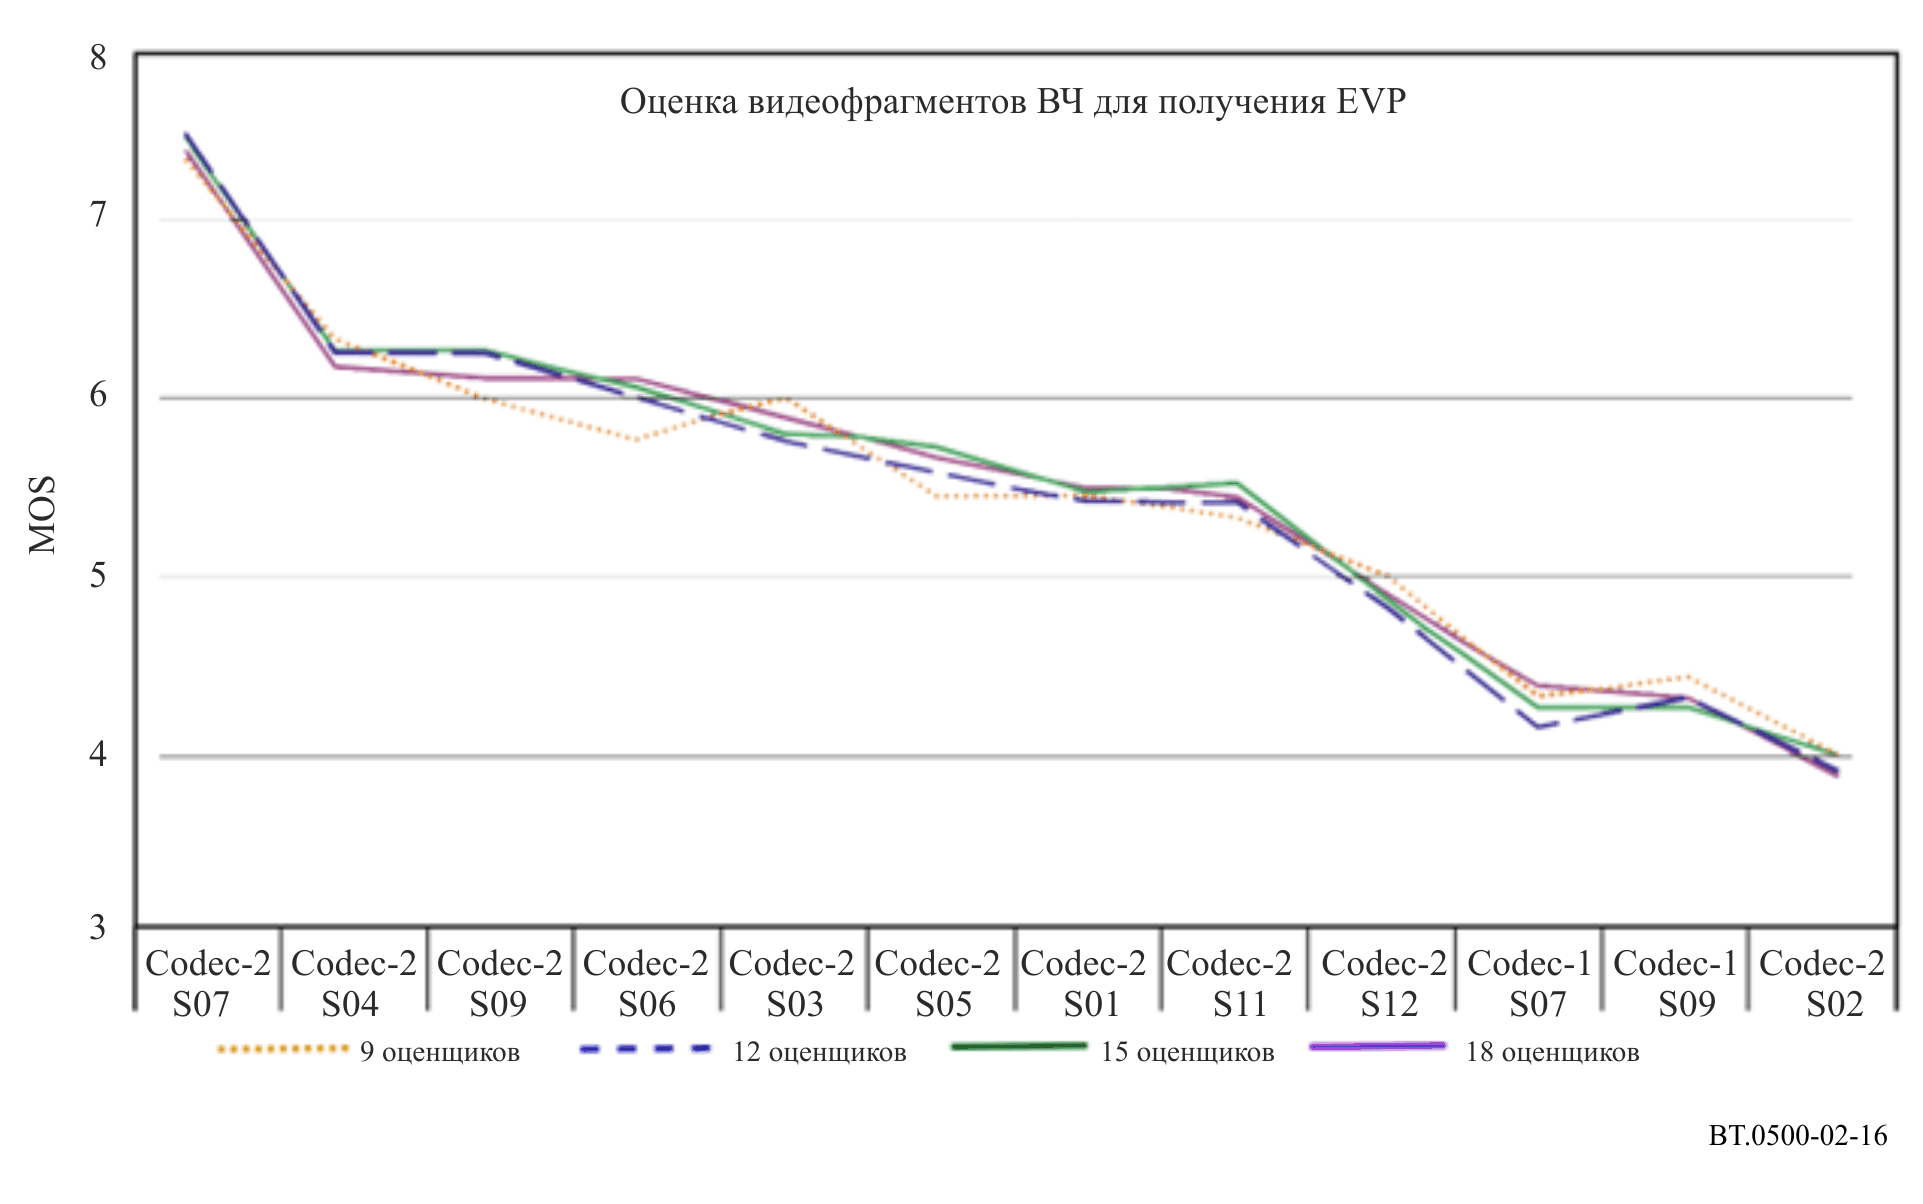 Оценка видеофрагментов ВЧ для получения EVP
8
7
6
5
4
3
MOS
Codec-2 Codec-2 Codec-2 Codec-2 Codec-2 Codec-2 Codec-2 Codec-2 Codec-2 Codec-1 Codec-1 Codec-2
S07 S04 S09 S06 S03 S05 S01 S11 S12 S07 S09 S02
9 оценщиков 12 оценщиков 15 оценщиков 18 оценщиков
BT.0500-02-16